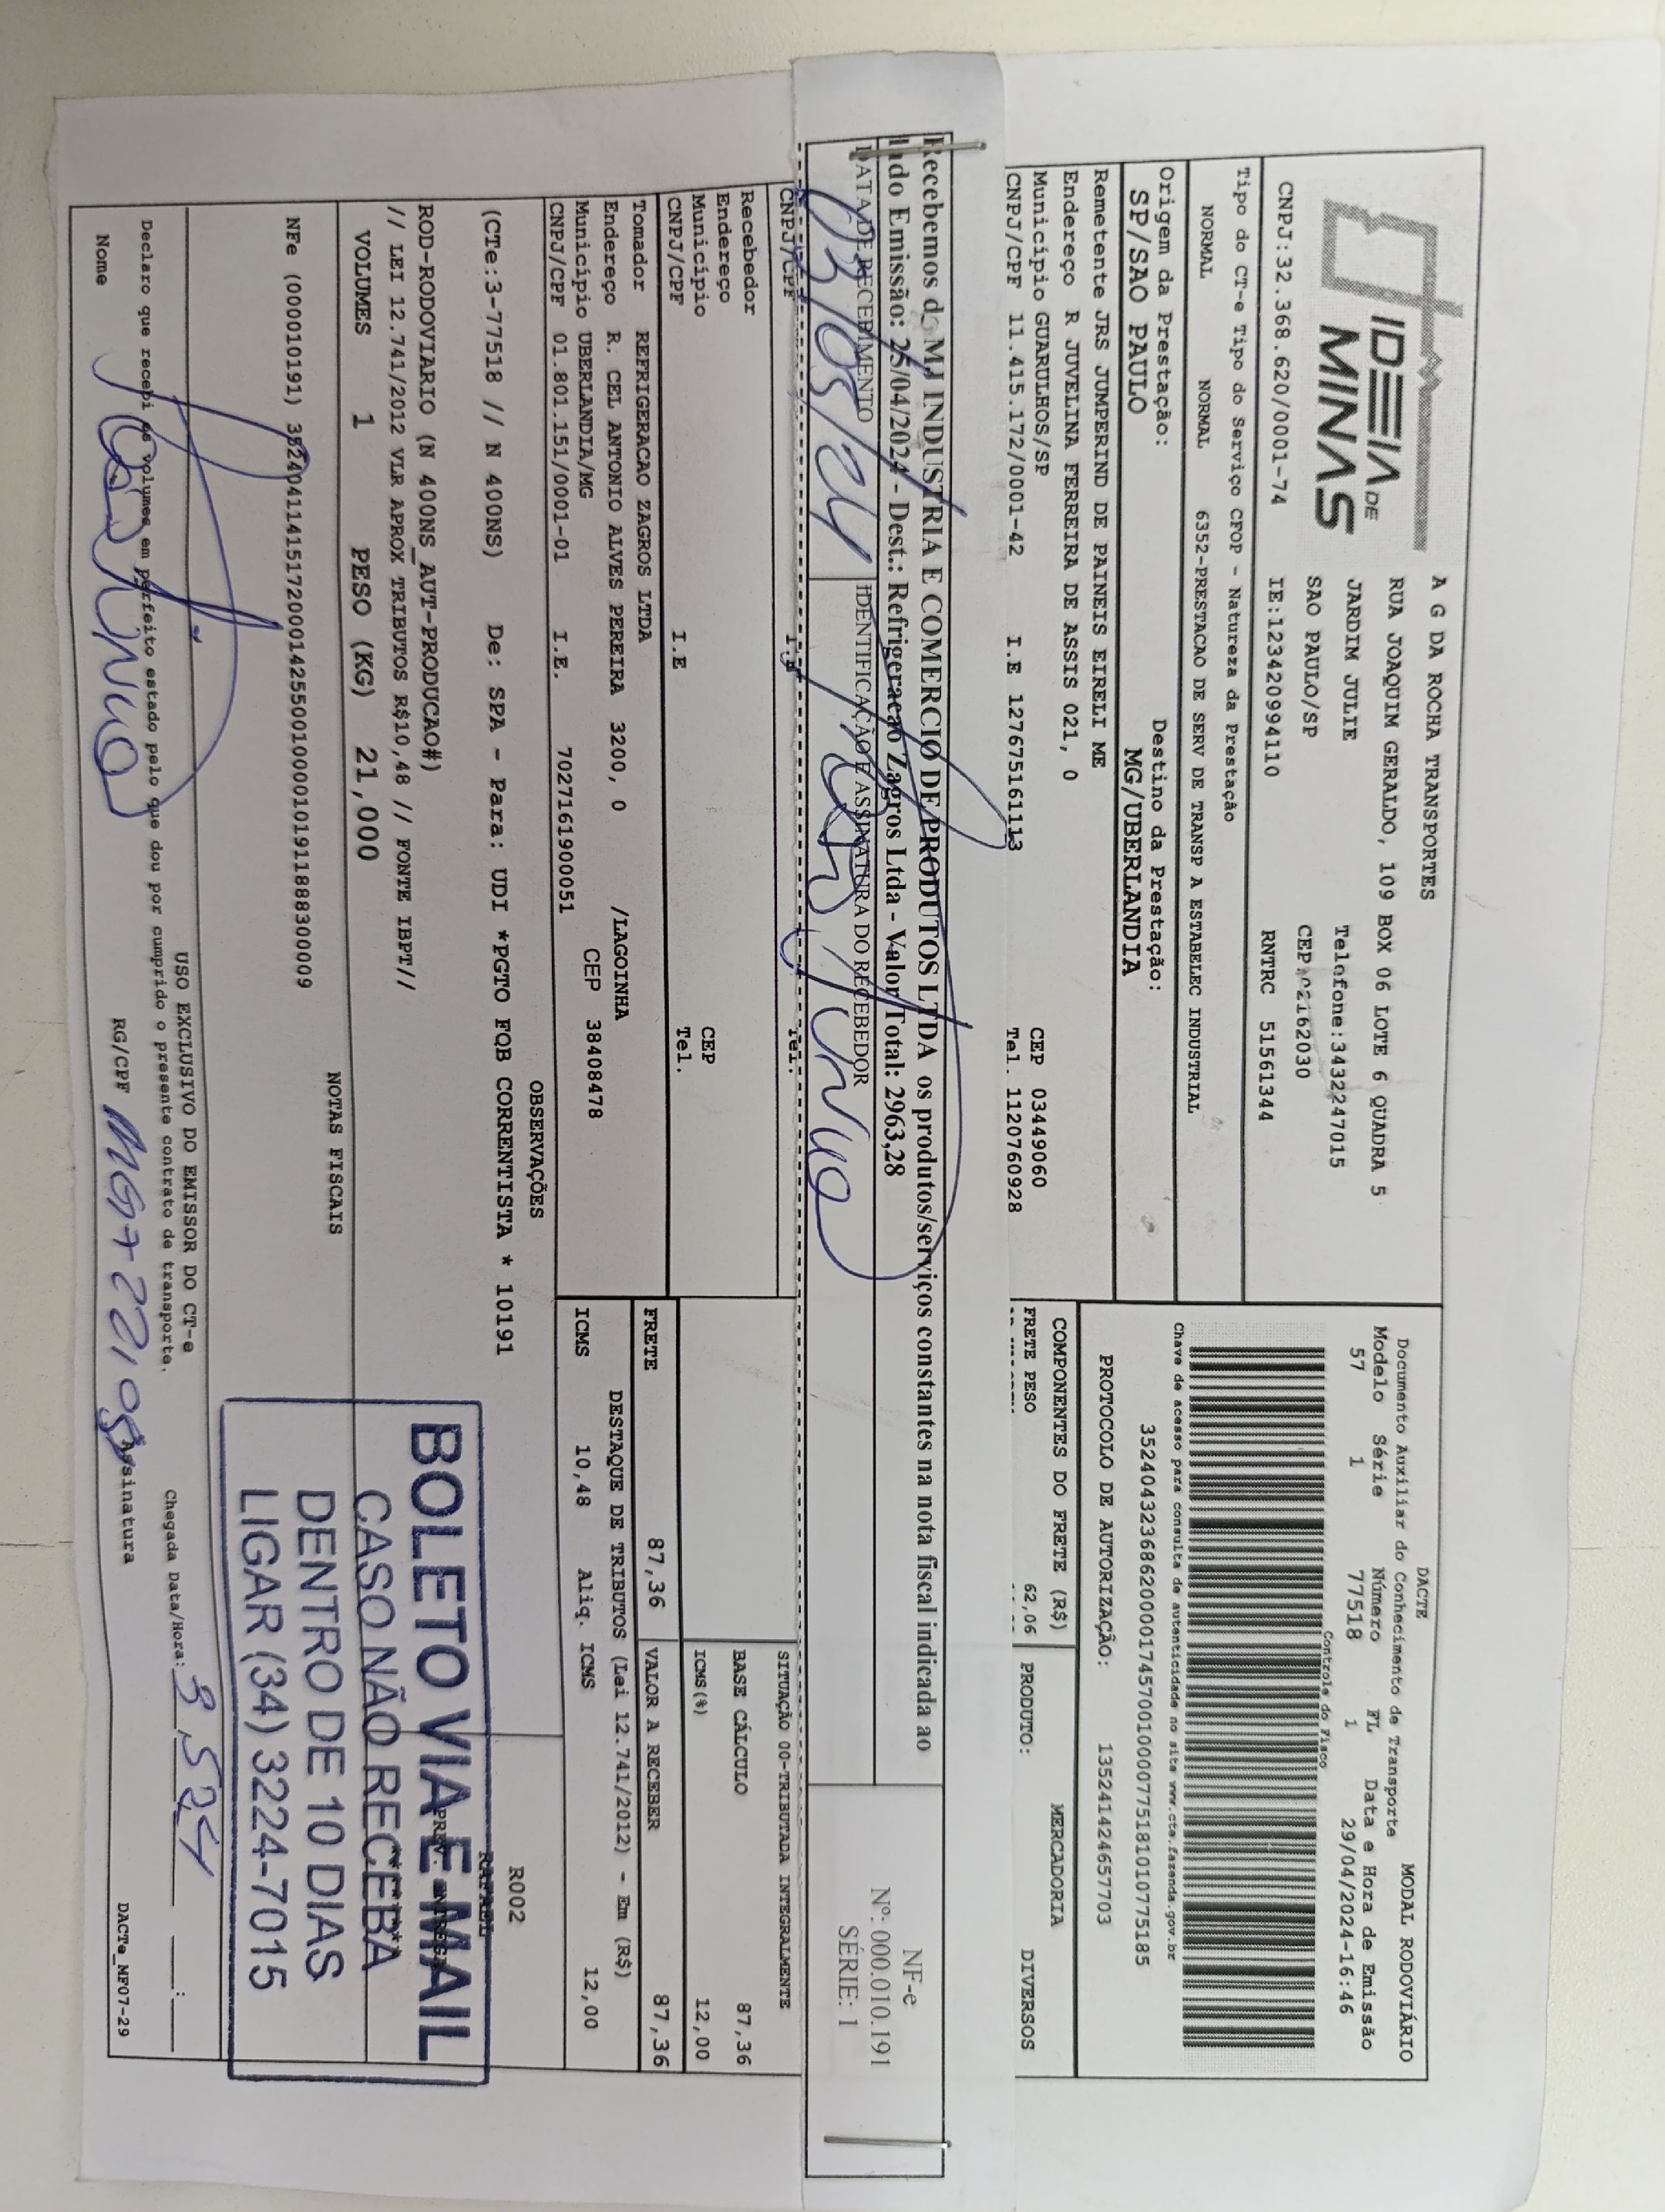 IDEIA DE
MINAS
A G DA ROCHA TRANSPORTES
RUA JOAQUIM GERALDO, 109 BOX 06 LOTE 6 QUADRA 5
JARDIM JULIE Telefone:3432247015
SAO PAULO/SP CEP:02162030
CNPJ:32.368.620/0001-74 IE:123420994110 RNTRC 51561344
Tipo do CT-e Tipo do Serviço CFOP - Natureza da Prestação
NORMAL NORMAL 6352-PRESTACAO DE SERV DE TRANSP A ESTABELEC INDUSTRIAL
Origem da Prestação: Destino da Prestação:
SP/SAO PAULO MG/UBERLANDIA
DACTE MODAL RODOVIÁRIO
Documento Auxiliar do Conhecimento de Transporte
Modelo Série Número FL Data e Hora de Emissão
57 1 77518 1 29/04/2024-16:46
Controle do Fisco
Chave de acesso para consulta de autenticidade no site www.cte.fazenda.gov.br
35240432368620000174570010000775181010775185
PROTOCOLO DE AUTORIZAÇÃO: 135241424657703
Remetente JRS JUMPERIND DE PAINEIS EIRELI ME
Endereço R JUVELINA FERREIRA DE ASSIS 021, 0
Município GUARULHOS/SP CEP 03449060
CNPJ/CPF 11.415.172/0001-42 I.E 127675161113 Tel. 1120760928
COMPONENTES DO FRETE (R$) MERCADORIA
FRETE PESO 62,06 PRODUTO: DIVERSOS
Recebemos de MJ INDUSTRIA E COMERCIO DE PRODUTOS LTDA os produtos/serviços constantes na nota fiscal indicada ao
lado Emissão: 25/04/2024 - Dest.: Refrigeracao Zagros Ltda - Valor Total: 2963,28
DATA DE RECEBIMENTO IDENTIFICAÇÃO E ASSINATURA DO RECEBEDOR
03/05/24
NF-e
Nº: 000.010.191
SÉRIE: 1
CNPJ/CPF I.E Tel.
Recebedor
Endereço
Município CEP
CNPJ/CPF I.E Tel.
SITUAÇÃO 00-TRIBUTADA INTEGRALMENTE
BASE CÁLCULO 87,36
ICMS(%) 12,00
Tomador REFRIGERACAO ZAGROS LTDA
Endereço R. CEL ANTONIO ALVES PEREIRA 3200, 0 /LAGOINHA
Município UBERLANDIA/MG CEP 38408478
CNPJ/CPF 01.801.151/0001-01 I.E. 7027161900051
FRETE 87,36 VALOR A RECEBER 87,36
DESTAQUE DE TRIBUTOS (Lei 12.741/2012) - Em (R$)
ICMS 10,48 Aliq. ICMS 12,00
OBSERVAÇÕES
(CTe:3-77518 // N 400NS) De: SPA - Para: UDI *PGTO FQB CORRENTISTA * 10191
R002
RAFAEL
ROD-RODOVIARIO (N 400NS_AUT-PRODUCAO#)
// LEI 12.741/2012 VLR APROX TRIBUTOS R$10,48 // FONTE IBPT//
PREV. ENTREGA
VOLUMES 1 PESO (KG) 21,000
NOTAS FISCAIS
NFe (000010191) 35240411415172000142550010000101911888300009
BOLETO VIA E-MAIL
CASO NÃO RECEBA
DENTRO DE 10 DIAS
LIGAR (34) 3224-7015
USO EXCLUSIVO DO EMISSOR DO CT-e
Declaro que recebi os volumes em perfeito estado pelo que dou por cumprido o presente contrato de transporte.
Chegada Data/Hora: 3 5 24 :
Nome RG/CPF Assinatura
DACTe_MF07-29